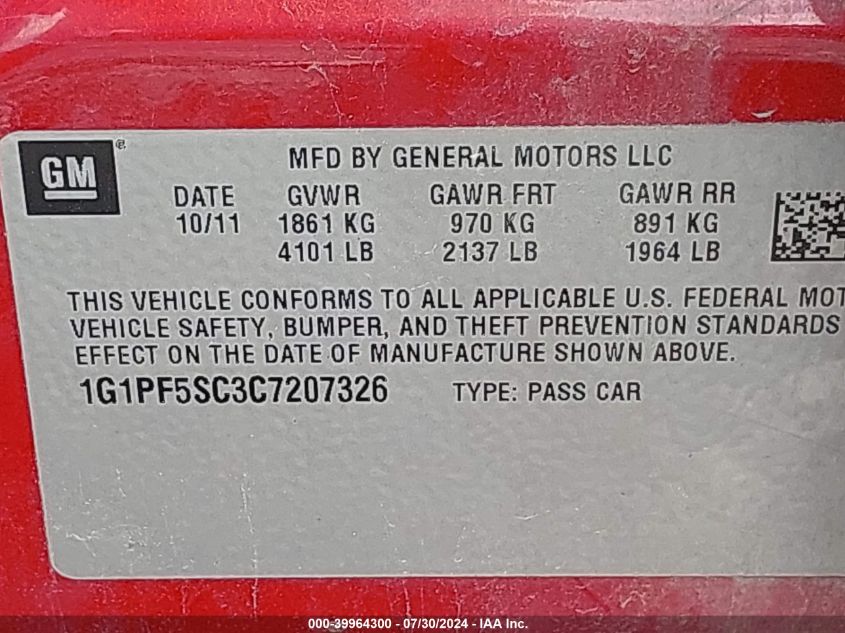 GM®
MFD BY GENERAL MOTORS LLC
DATE GVWR GAWR FRT GAWR RR
10/11 1861 KG 970 KG 891 KG
4101 LB 2137 LB 1964 LB
THIS VEHICLE CONFORMS TO ALL APPLICABLE U.S. FEDERAL MOT
VEHICLE SAFETY, BUMPER, AND THEFT PREVENTION STANDARDS
EFFECT ON THE DATE OF MANUFACTURE SHOWN ABOVE.
1G1PF5SC3C7207326 TYPE: PASS CAR
000-39964300 - 07/30/2024 - IAA Inc.